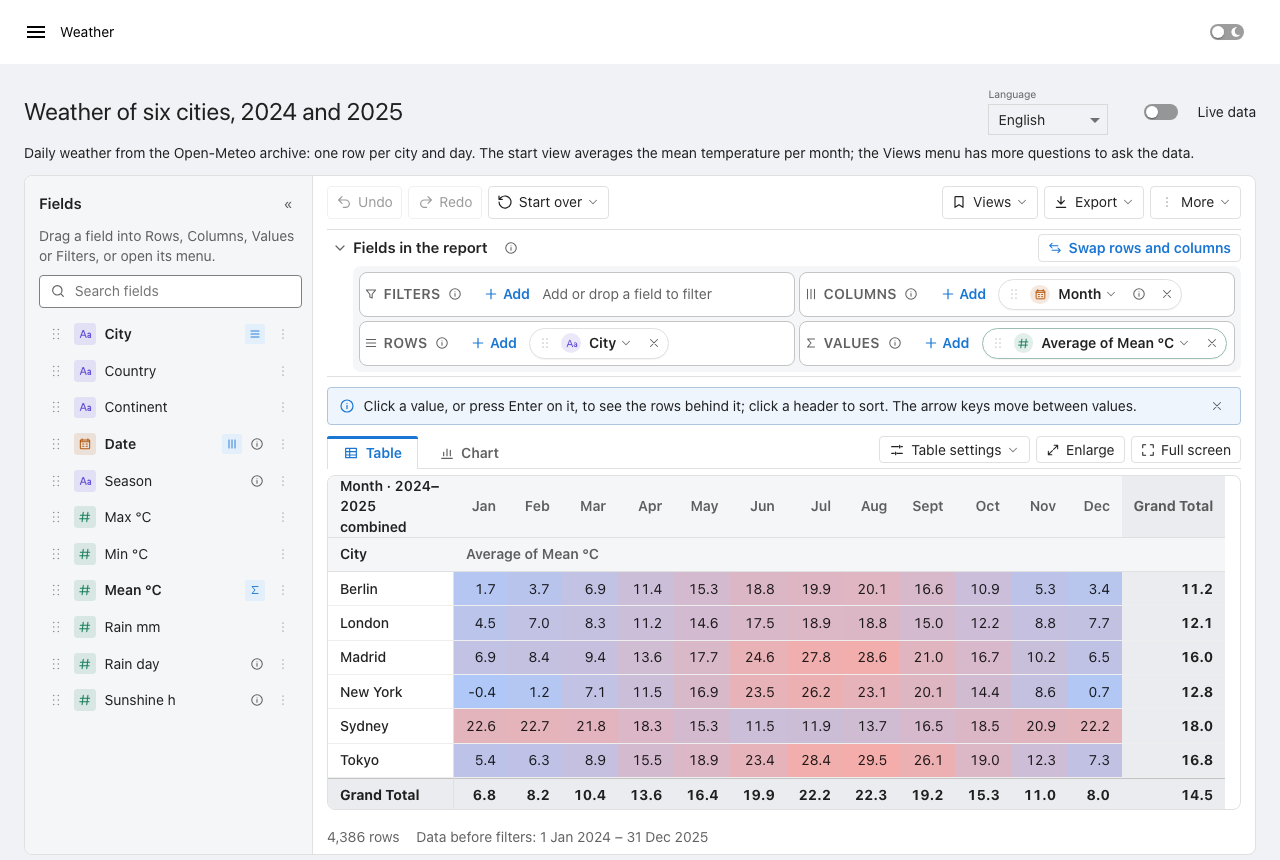 Weather
Weather of six cities, 2024 and 2025
Language
English
Live data
Daily weather from the Open-Meteo archive: one row per city and day. The start view averages the mean temperature per month; the Views menu has more questions to ask the data.
Fields
«
Drag a field into Rows, Columns, Values
or Filters, or open its menu.
Search fields
Aa City
Aa Country
Aa Continent
Date
Aa Season
# Max °C
# Min °C
# Mean °C Σ
# Rain mm
# Rain day
# Sunshine h
Undo Redo Start over Views Export More
Fields in the report Swap rows and columns
FILTERS + Add Add or drop a field to filter
COLUMNS + Add Month
ROWS + Add Aa City
Σ VALUES + Add # Average of Mean °C
Click a value, or press Enter on it, to see the rows behind it; click a header to sort. The arrow keys move between values.
Table Chart Table settings Enlarge Full screen
Month · 2024–
2025
combined
Jan Feb Mar Apr May Jun Jul Aug Sept Oct Nov Dec Grand Total
City Average of Mean °C
Berlin 1.7 3.7 6.9 11.4 15.3 18.8 19.9 20.1 16.6 10.9 5.3 3.4 11.2
London 4.5 7.0 8.3 11.2 14.6 17.5 18.9 18.8 15.0 12.2 8.8 7.7 12.1
Madrid 6.9 8.4 9.4 13.6 17.7 24.6 27.8 28.6 21.0 16.7 10.2 6.5 16.0
New York -0.4 1.2 7.1 11.5 16.9 23.5 26.2 23.1 20.1 14.4 8.6 0.7 12.8
Sydney 22.6 22.7 21.8 18.3 15.3 11.5 11.9 13.7 16.5 18.5 20.9 22.2 18.0
Tokyo 5.4 6.3 8.9 15.5 18.9 23.4 28.4 29.5 26.1 19.0 12.3 7.3 16.8
Grand Total 6.8 8.2 10.4 13.6 16.4 19.9 22.2 22.3 19.2 15.3 11.0 8.0 14.5
4,386 rows Data before filters: 1 Jan 2024 – 31 Dec 2025